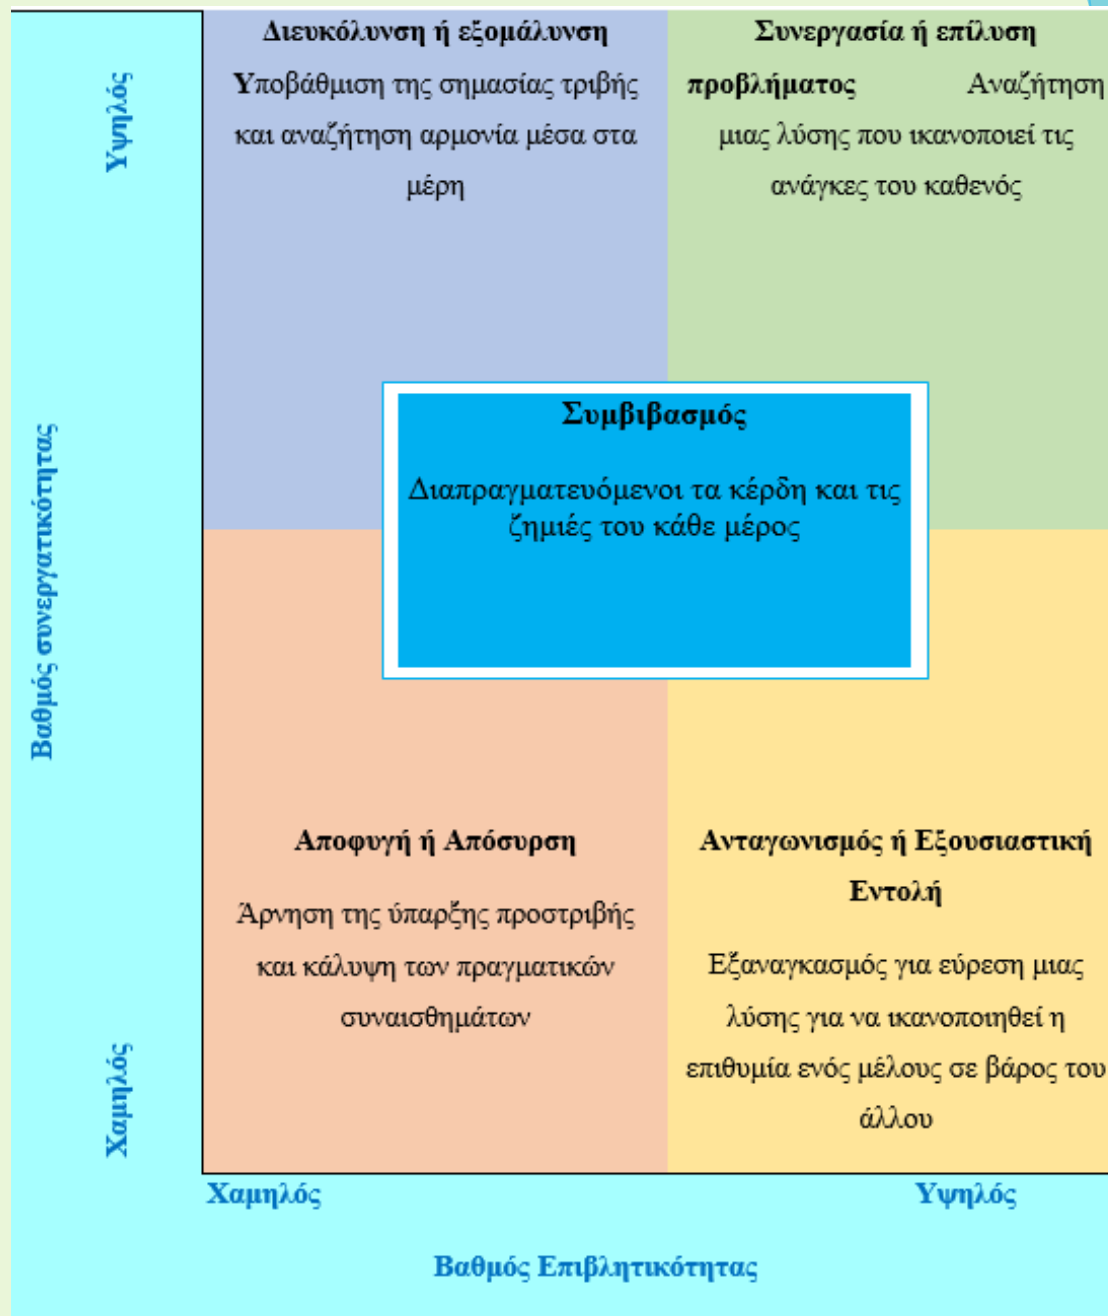 Υψηλός
Βαθμός συνεργατικότητας
Χαμηλός
Διευκόλυνση ή εξομάλυνση
Υποβάθμιση της σημασίας τριβής
και αναζήτηση αρμονία μέσα στα
μέρη
Συνεργασία ή επίλυση
προβλήματος Αναζήτηση
μιας λύσης που ικανοποιεί τις
ανάγκες του καθενός
Συμβιβασμός
Διαπραγματευόμενοι τα κέρδη και τις
ζημιές του κάθε μέρος
Αποφυγή ή Απόσυρση
Άρνηση της ύπαρξης προστριβής
και κάλυψη των πραγματικών
συναισθημάτων
Ανταγωνισμός ή Εξουσιαστική
Εντολή
Εξαναγκασμός για εύρεση μιας
λύσης για να ικανοποιηθεί η
επιθυμία ενός μέλους σε βάρος του
άλλου
Χαμηλός
Υψηλός
Βαθμός Επιβλητικότητας